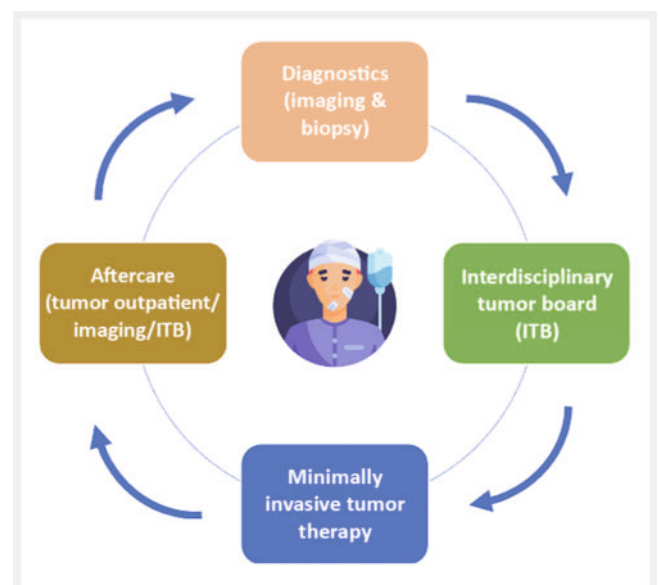 Diagnostics
(imaging &
biopsy)
Interdisciplinary
tumor board
(ITB)
Minimally
invasive tumor
therapy
Aftercare
(tumor outpatient/
imaging/ITB)